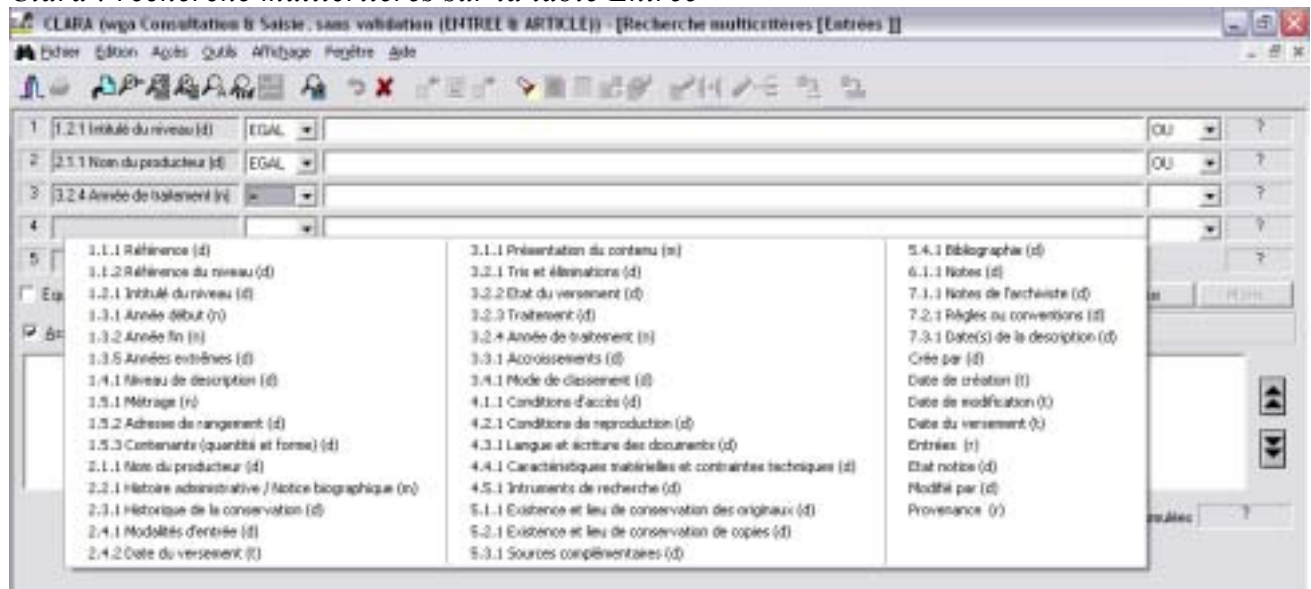 Clara : recherche multicritères sur la table Entrée
CLARA (wga Consultation & Saisie, sans validation (ENTREE & ARTICLE)) - [Recherche multicritères [Entrées ]]
Fichier Edition Accès Outils Affichage Fenêtre Aide
1 1.2.1 Intitulé du niveau (d) EGAL OU ?
2 2.1.1 Nom du producteur (d) EGAL OU ?
3 3.2.4 Année de traitement (n) = ?
4 ?
5 ?
1.1.1 Référence (d)
1.1.2 Référence du niveau (d)
1.2.1 Intitulé du niveau (d)
1.3.1 Année début (n)
1.3.2 Année fin (n)
1.3.5 Années extrêmes (d)
1.4.1 Niveau de description (d)
1.5.1 Métrage (n)
1.5.2 Adresse de rangement (d)
1.5.3 Contenants (quantité et forme) (d)
2.1.1 Nom du producteur (d)
2.2.1 Histoire administrative / Notice biographique (m)
2.3.1 Historique de la conservation (d)
2.4.1 Modalités d'entrée (d)
2.4.2 Date du versement (t)
3.1.1 Présentation du contenu (m)
3.2.1 Tris et éliminations (d)
3.2.2 Etat du versement (d)
3.2.3 Traitement (d)
3.2.4 Année de traitement (n)
3.3.1 Accroissements (d)
3.4.1 Mode de classement (d)
4.1.1 Conditions d'accès (d)
4.2.1 Conditions de reproduction (d)
4.3.1 Langue et écriture des documents (d)
4.4.1 Caractéristiques matérielles et contraintes techniques (d)
4.5.1 Intruments de recherche (d)
5.1.1 Existence et lieu de conservation des originaux (d)
5.2.1 Existence et lieu de conservation de copies (d)
5.3.1 Sources complémentaires (d)
5.4.1 Bibliographie (d)
6.1.1 Notes (d)
7.1.1 Notes de l'archiviste (d)
7.2.1 Règles ou conventions (d)
7.3.1 Date(s) de la description (d)
Crée par (d)
Date de création (t)
Date de modification (t)
Date du versement (t)
Entrées (r)
Etat notice (d)
Modifié par (d)
Provenance (r)
?